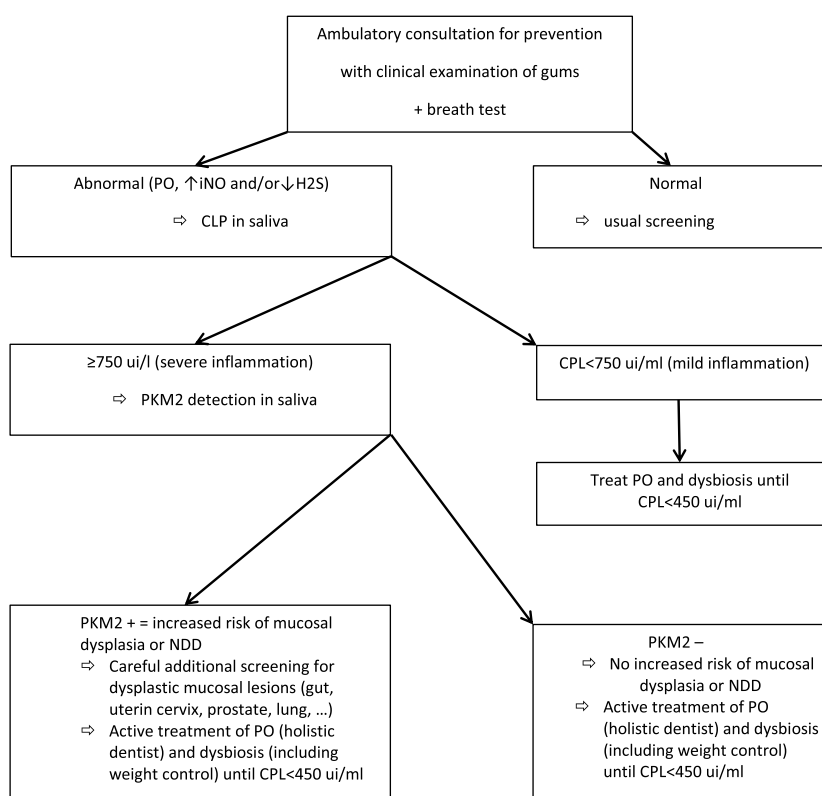 Ambulatory consultation for prevention
with clinical examination of gums
+ breath test
Abnormal (PO, ↑iNO and/or↓H2S)
⇨ CLP in saliva
Normal
⇨ usual screening
≥750 ui/l (severe inflammation)
⇨ PKM2 detection in saliva
CPL<750 ui/ml (mild inflammation)
Treat PO and dysbiosis until
CPL<450 ui/ml
PKM2 + = increased risk of mucosal
dysplasia or NDD
⇨ Careful additional screening for
dysplastic mucosal lesions (gut,
uterin cervix, prostate, lung, …)
⇨ Active treatment of PO (holistic
dentist) and dysbiosis (including
weight control) until CPL<450 ui/ml
PKM2 –
⇨ No increased risk of mucosal
dysplasia or NDD
⇨ Active treatment of PO
(holistic dentist) and dysbiosis
(including weight control)
until CPL<450 ui/ml